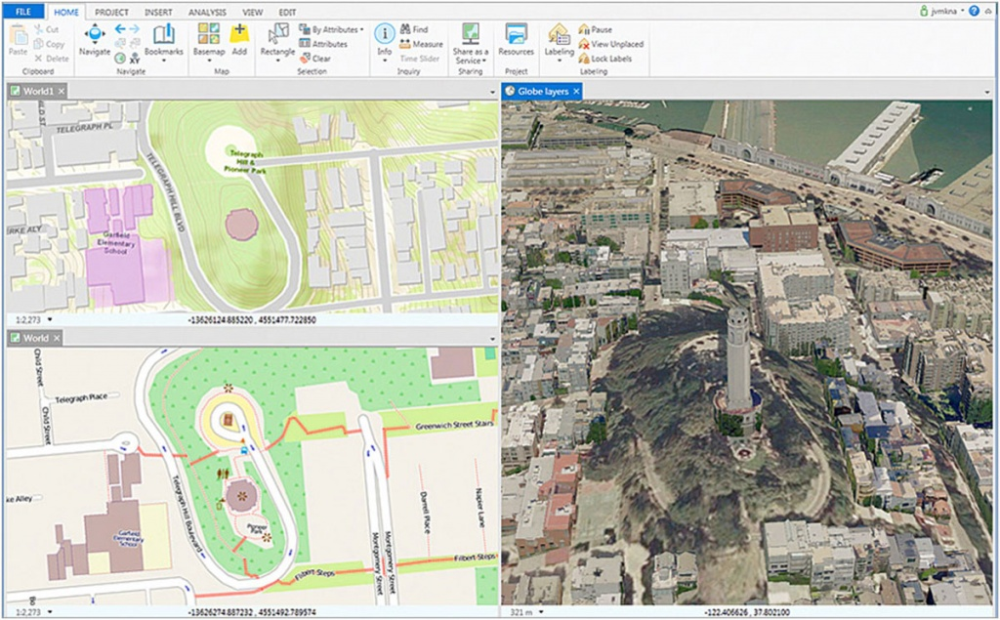 FILE HOME PROJECT INSERT ANALYSIS VIEW EDIT jvmkna
Paste Cut Copy Delete
Clipboard
Navigate XY Bookmarks
Navigate
Basemap Add
Map
Rectangle By Attributes Attributes Clear
Selection
Info Find Measure Time Slider
Inquiry
Share as a
Service
Sharing
Resources
Project
Labeling Pause View Unplaced Lock Labels
Labeling
World1
TELEGRAPH PL
Telegraph
Hill &
Pioneer Park
TELEGRAPH HILL BLVD
Garfield
Elementary
School
1:2,273 -13626124.885220 , 4551477.722850
World
Child Street
Telegraph Place
Child Street
Greenwich Street Stairs
Telegraph Hill Boulevard
Pioneer
Park
Garfield
Elementary
School
Darrell Place
Napier Lane
Montgomery Street
Montgomery Street
Filbert-Steps
Filbert-Steps
1:2,273 -13626274.887232 , 4551492.789574
Globe layers
321 m -122.406626 , 37.802100